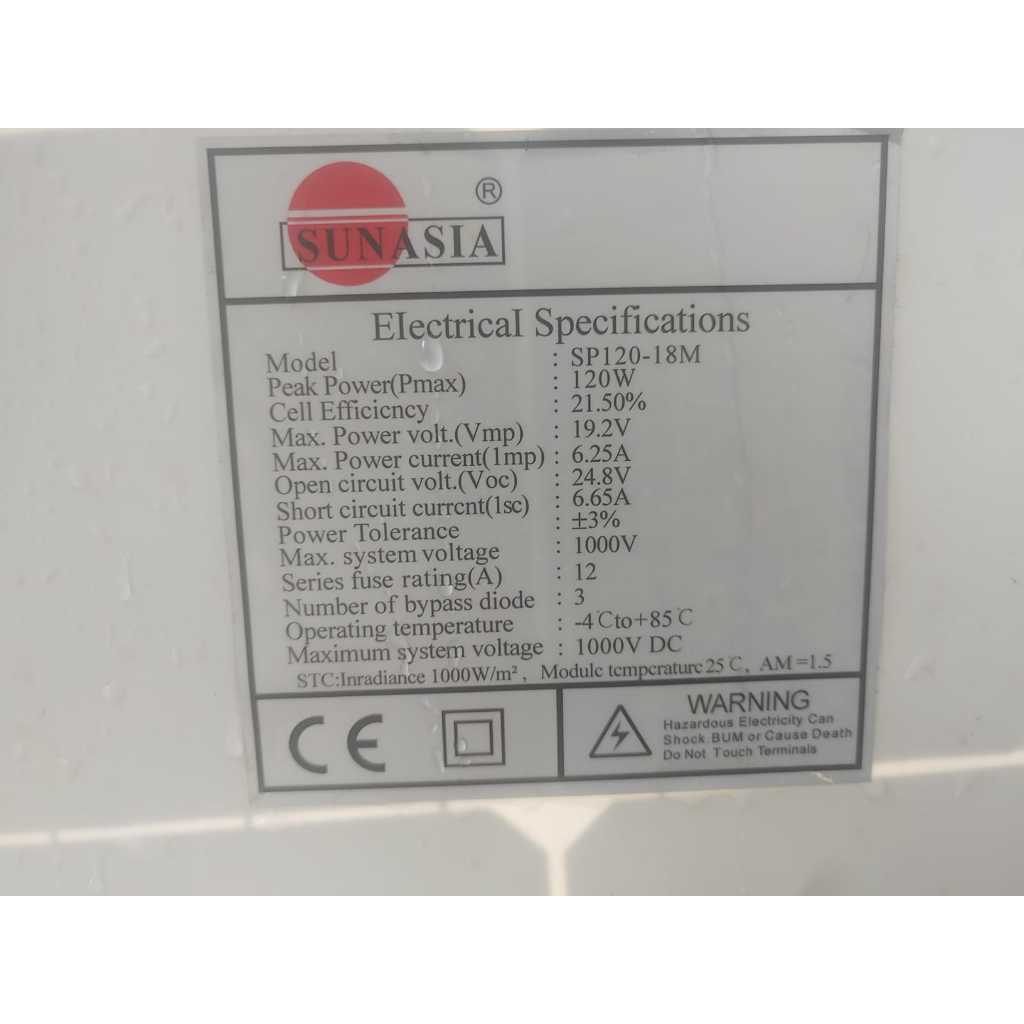 SUNASIA ®
Electrical Specifications
Model : SP120-18M
Peak Power(Pmax) : 120W
Cell Efficicncy : 21.50%
Max. Power volt.(Vmp) : 19.2V
Max. Power current(1mp) : 6.25A
Open circuit volt.(Voc) : 24.8V
Short circuit currcnt(1sc) : 6.65A
Power Tolerance : ±3%
Max. system voltage : 1000V
Series fuse rating(A) : 12
Number of bypass diode : 3
Operating temperature : -4℃to+85℃
Maximum system voltage : 1000V DC
STC:Inradiance 1000W/m², Modulc tcmpcraturc 25℃, AM=1.5
CE
WARNING
Hazardous Electricity Can
Shock.BUM or Cause Death
Do Not Touch Terminals